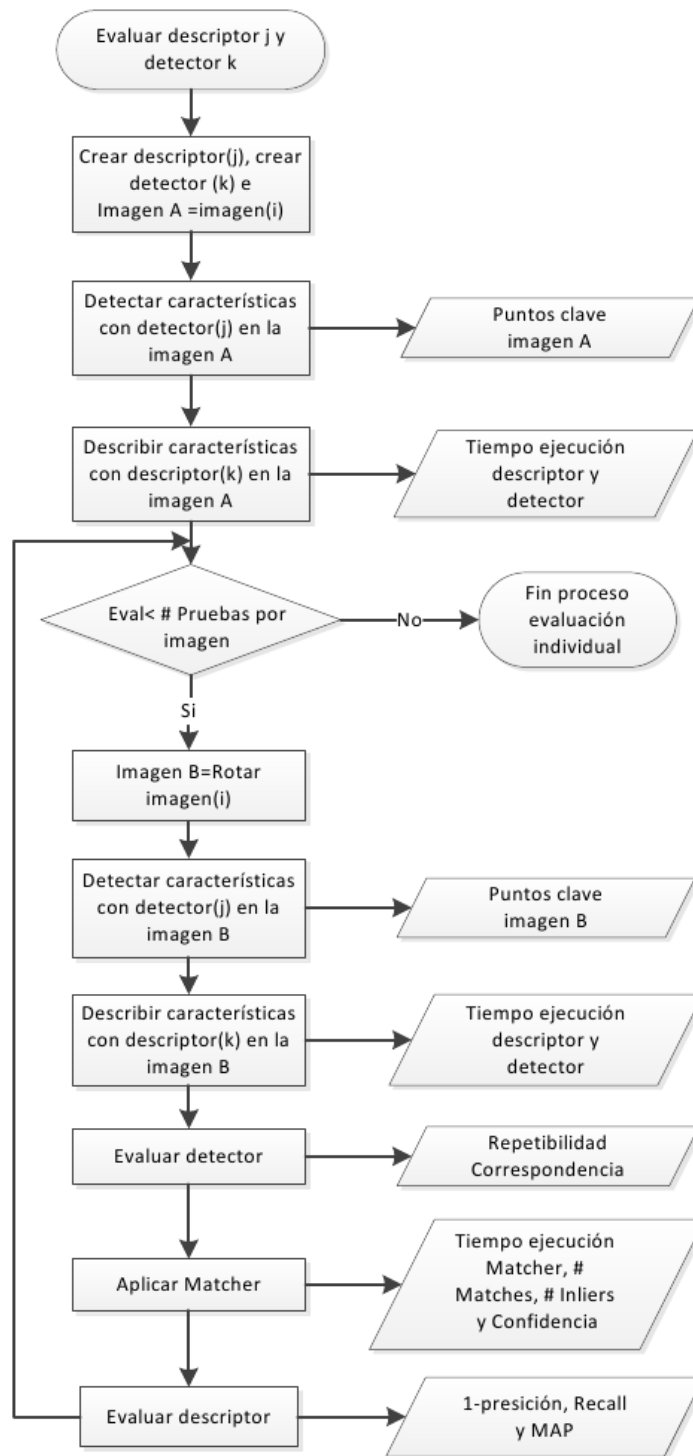 Evaluar descriptor j y
detector k
Crear descriptor(j), crear
detector (k) e
Imagen A =imagen(i)
Detectar características
con detector(j) en la
imagen A
Puntos clave
imagen A
Describir características
con descriptor(k) en la
imagen A
Tiempo ejecución
descriptor y
detector
Eval< # Pruebas por
imagen
No
Fin proceso
evaluación
individual
Si
Imagen B=Rotar
imagen(i)
Detectar características
con detector(j) en la
imagen B
Puntos clave
imagen B
Describir características
con descriptor(k) en la
imagen B
Tiempo ejecución
descriptor y
detector
Evaluar detector
Repetibilidad
Correspondencia
Aplicar Matcher
Tiempo ejecución
Matcher, #
Matches, # Inliers
y Confidencia
Evaluar descriptor
1-presición, Recall
y MAP